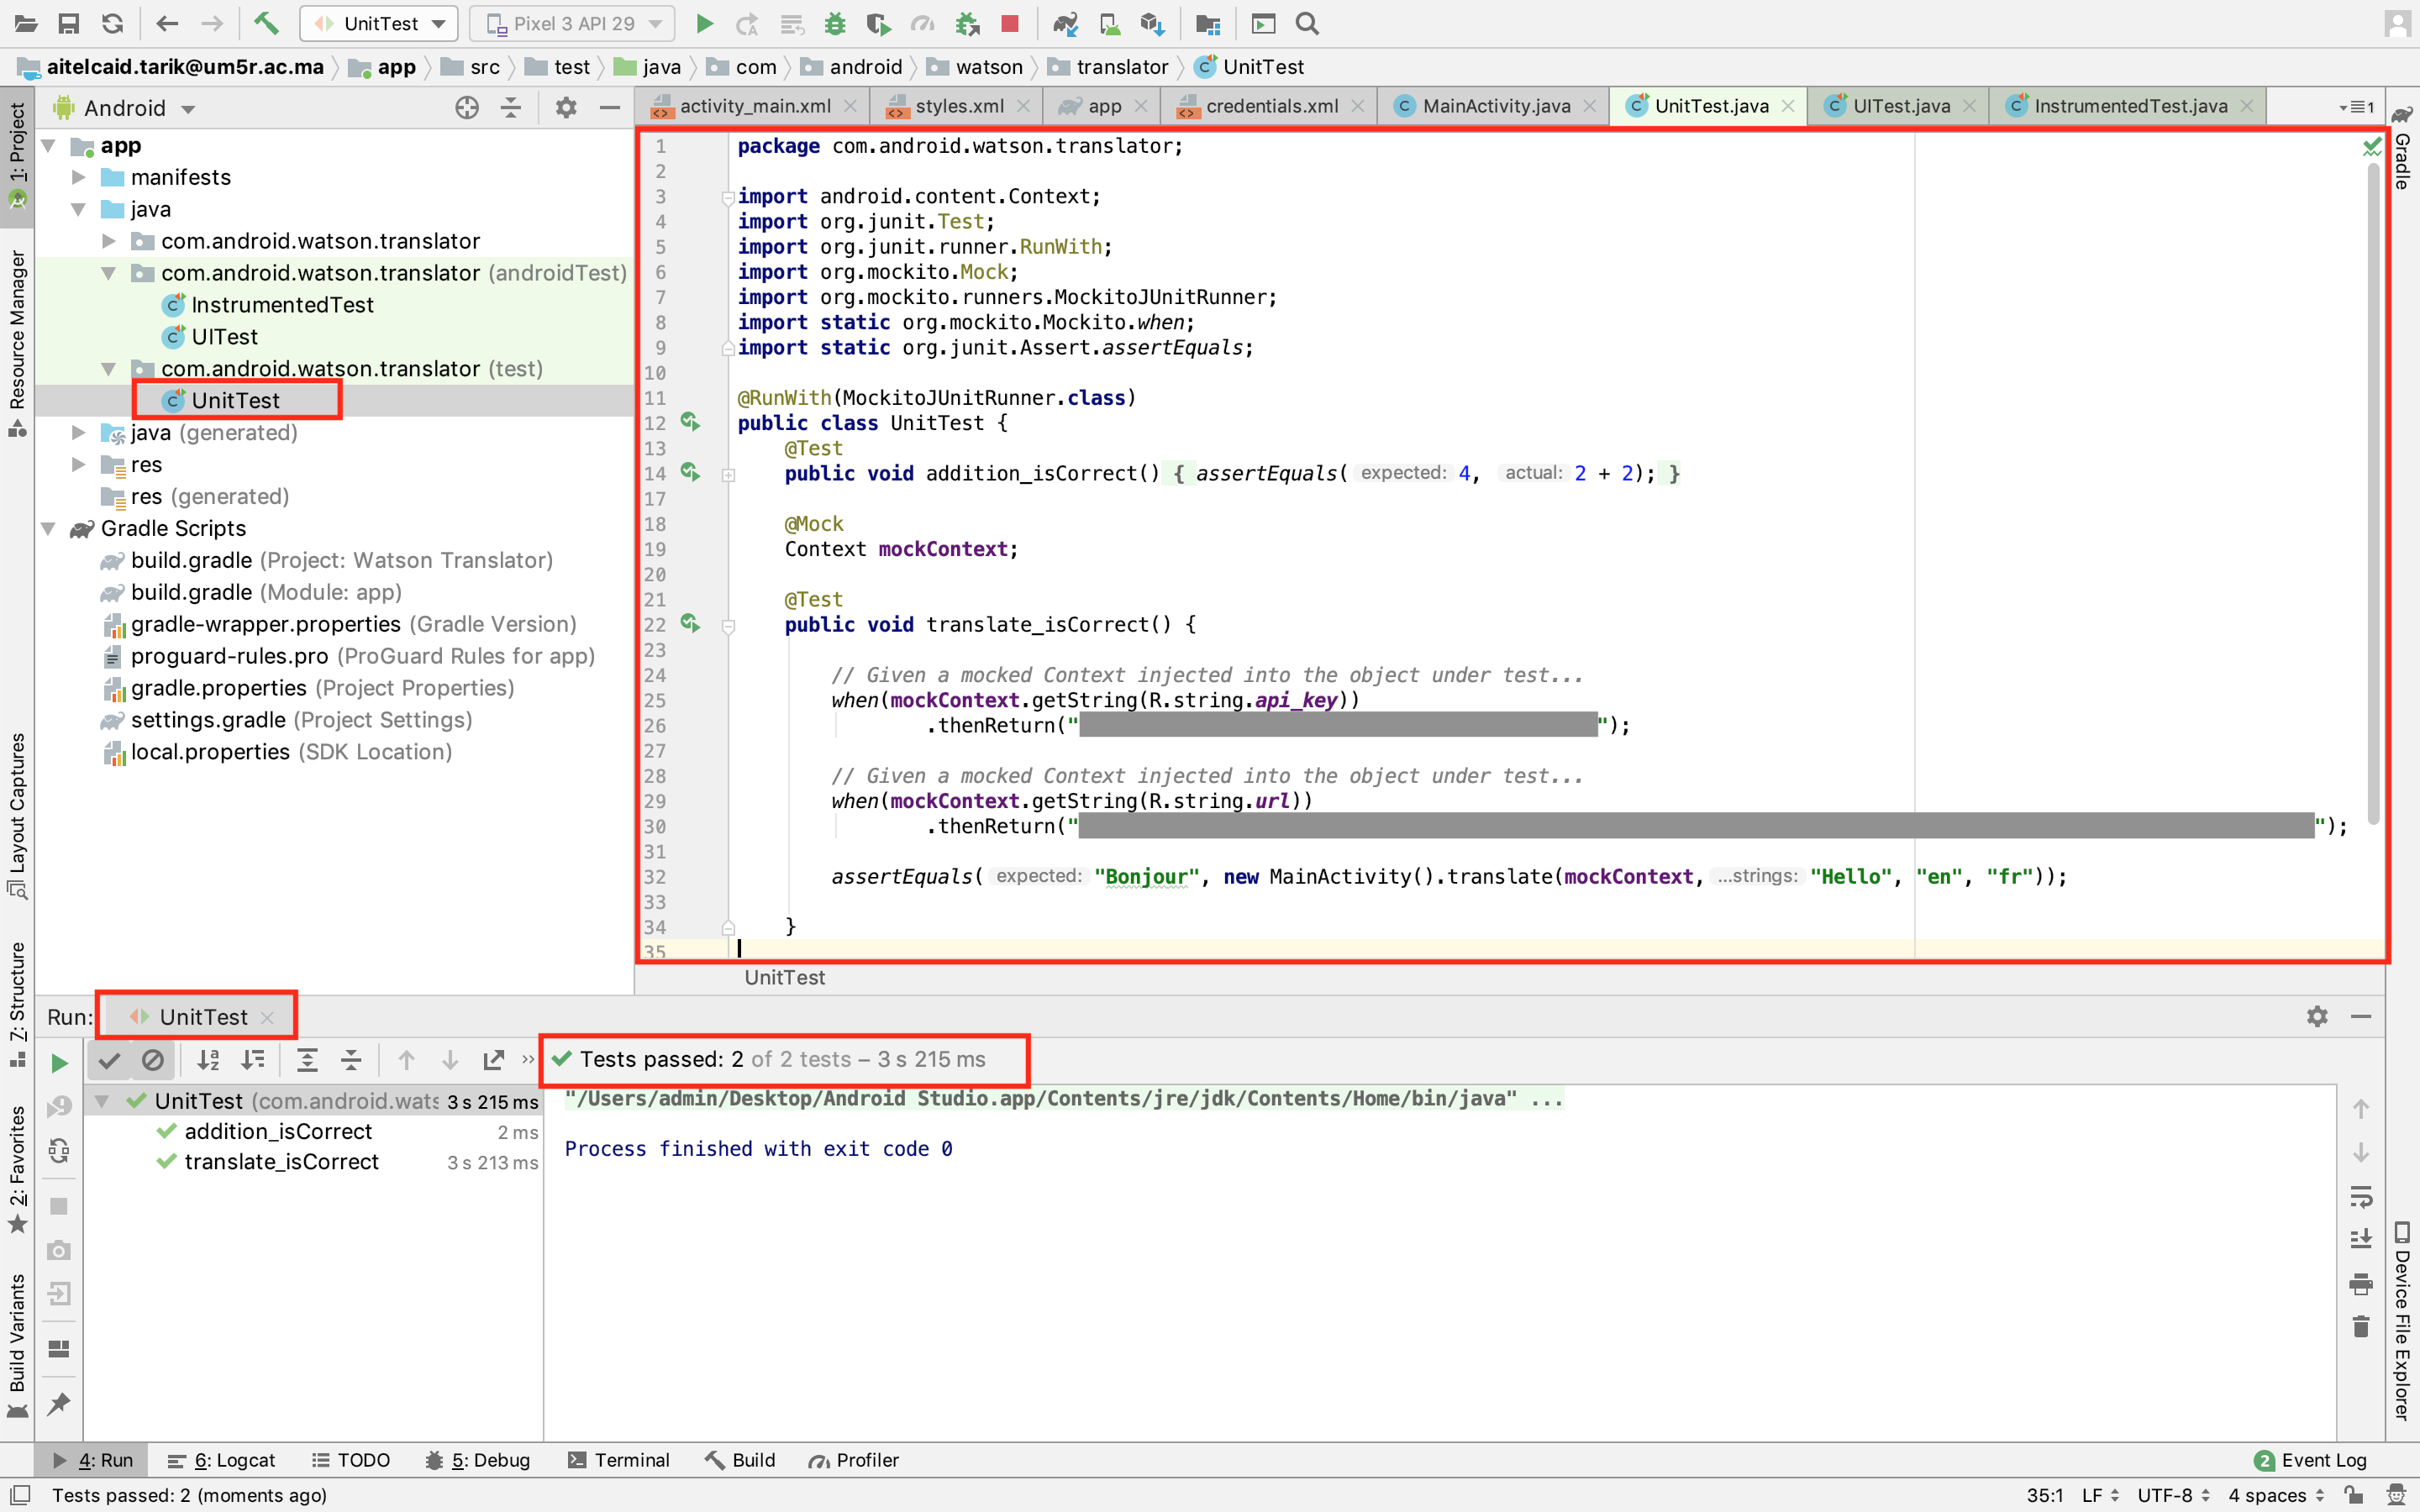 UnitTest
Pixel 3 API 29
aitelcaid.tarik@um5r.ac.ma
app
src
test
java
com
android
watson
translator
UnitTest
Android
activity_main.xml
styles.xml
app
credentials.xml
MainActivity.java
UnitTest.java
UITest.java
InstrumentedTest.java
1
1: Project
Resource Manager
Layout Captures
Z: Structure
2: Favorites
Build Variants
app
manifests
java
com.android.watson.translator
com.android.watson.translator (androidTest)
InstrumentedTest
UITest
com.android.watson.translator (test)
UnitTest
java (generated)
res
res (generated)
Gradle Scripts
build.gradle (Project: Watson Translator)
build.gradle (Module: app)
gradle-wrapper.properties (Gradle Version)
proguard-rules.pro (ProGuard Rules for app)
gradle.properties (Project Properties)
settings.gradle (Project Settings)
local.properties (SDK Location)
1 package com.android.watson.translator;
2
3 import android.content.Context;
4 import org.junit.Test;
5 import org.junit.runner.RunWith;
6 import org.mockito.Mock;
7 import org.mockito.runners.MockitoJUnitRunner;
8 import static org.mockito.Mockito.when;
9 import static org.junit.Assert.assertEquals;
10
11 @RunWith(MockitoJUnitRunner.class)
12 public class UnitTest {
13 @Test
14 public void addition_isCorrect() { assertEquals( expected: 4, actual: 2 + 2); }
17
18 @Mock
19 Context mockContext;
20
21 @Test
22 public void translate_isCorrect() {
23
24 // Given a mocked Context injected into the object under test...
25 when(mockContext.getString(R.string.api_key))
26 .thenReturn("");
27
28 // Given a mocked Context injected into the object under test...
29 when(mockContext.getString(R.string.url))
30 .thenReturn("");
31
32 assertEquals( expected: "Bonjour", new MainActivity().translate(mockContext, ...strings: "Hello", "en", "fr"));
33
34 }
35
UnitTest
Gradle
Device File Explorer
Run: UnitTest
Tests passed: 2 of 2 tests – 3 s 215 ms
UnitTest (com.android.wats 3 s 215 ms
addition_isCorrect 2 ms
translate_isCorrect 3 s 213 ms
"/Users/admin/Desktop/Android Studio.app/Contents/jre/jdk/Contents/Home/bin/java" ...
Process finished with exit code 0
4: Run
6: Logcat
TODO
5: Debug
Terminal
Build
Profiler
2 Event Log
Tests passed: 2 (moments ago)
35:1 LF UTF-8 4 spaces